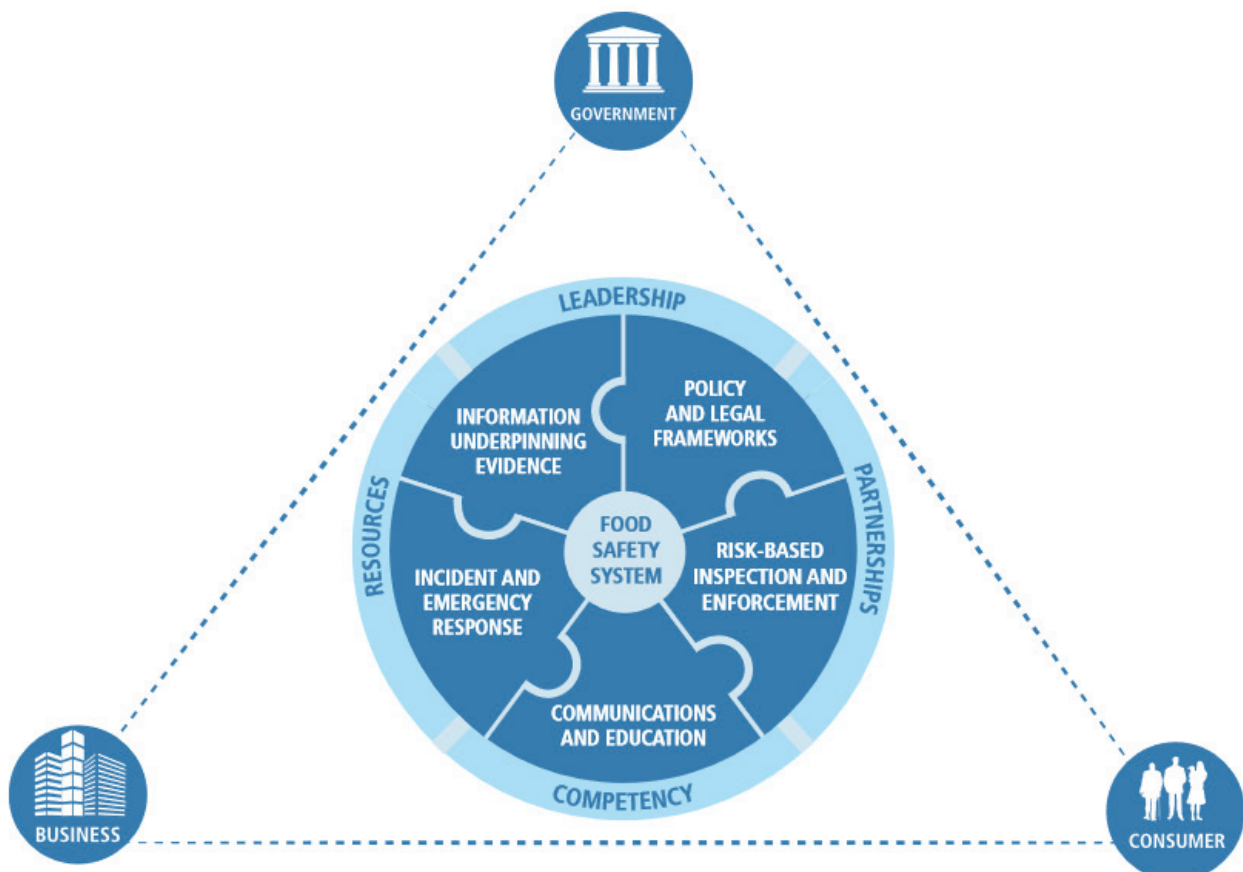 GOVERNMENT
LEADERSHIP
POLICY
AND LEGAL
FRAMEWORKS
INFORMATION
UNDERPINNING
EVIDENCE
RESOURCES
PARTNERSHIPS
FOOD
SAFETY
SYSTEM
RISK-BASED
INSPECTION AND
ENFORCEMENT
INCIDENT AND
EMERGENCY
RESPONSE
COMMUNICATIONS
AND EDUCATION
COMPETENCY
BUSINESS
CONSUMER